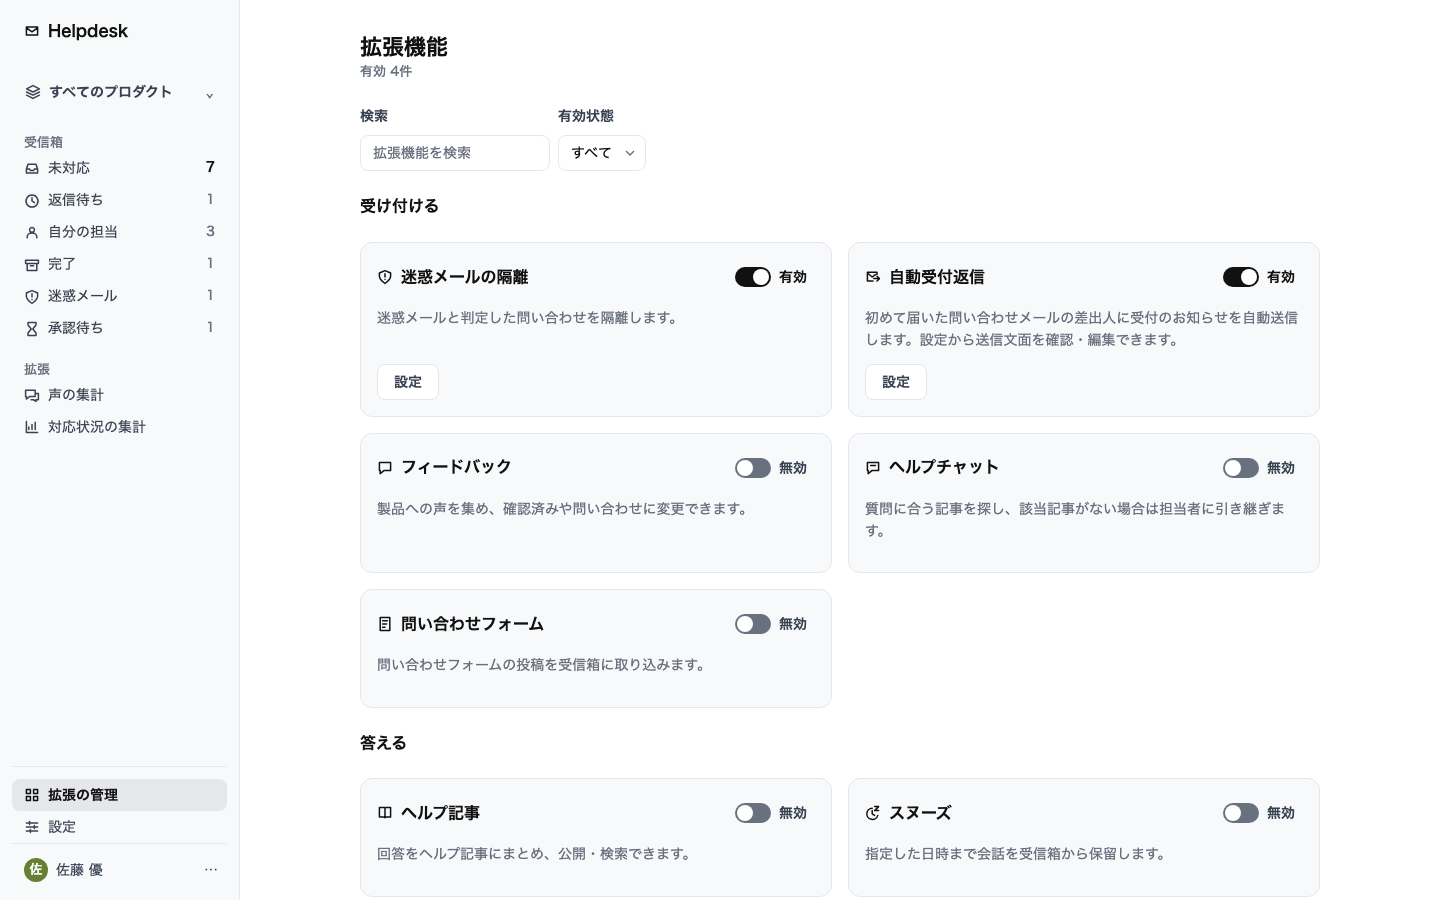 Helpdesk
すべてのプロダクト
受信箱
未対応 7
返信待ち 1
自分の担当 3
完了 1
迷惑メール 1
承認待ち 1
拡張
声の集計
対応状況の集計
拡張の管理
設定
佐 佐藤 優 …
拡張機能
有効 4件
検索 有効状態
拡張機能を検索 すべて
受け付ける
迷惑メールの隔離 有効
迷惑メールと判定した問い合わせを隔離します。
設定
自動受付返信 有効
初めて届いた問い合わせメールの差出人に受付のお知らせを自動送信
します。設定から送信文面を確認・編集できます。
設定
フィードバック 無効
製品への声を集め、確認済みや問い合わせに変更できます。
ヘルプチャット 無効
質問に合う記事を探し、該当記事がない場合は担当者に引き継ぎま
す。
問い合わせフォーム 無効
問い合わせフォームの投稿を受信箱に取り込みます。
答える
ヘルプ記事 無効
回答をヘルプ記事にまとめ、公開・検索できます。
スヌーズ 無効
指定した日時まで会話を受信箱から保留します。